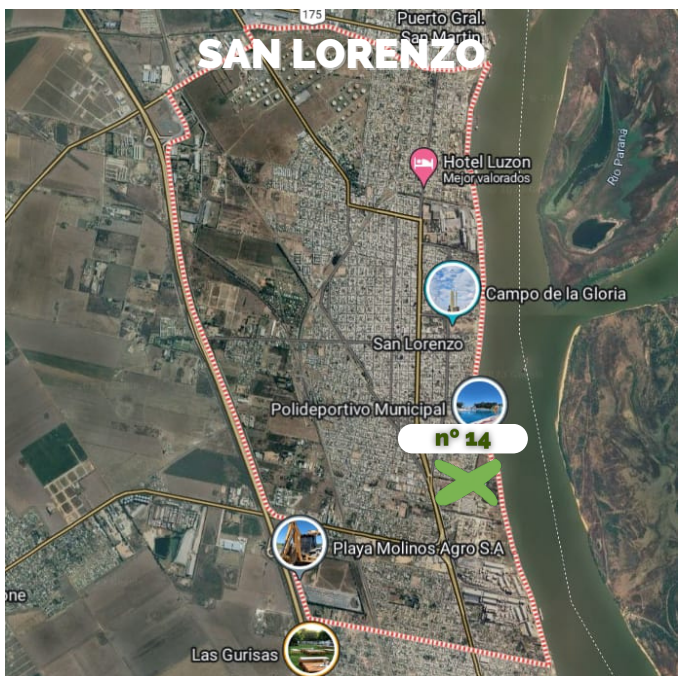 175
Puerto Gral.
San Martín
SAN LORENZO
Río Paraná
Hotel Luzon
Mejor valorados
Campo de la Gloria
San Lorenzo
Polideportivo Municipal
nº 14
Playa Molinos Agro S.A
one
Las Gurisas